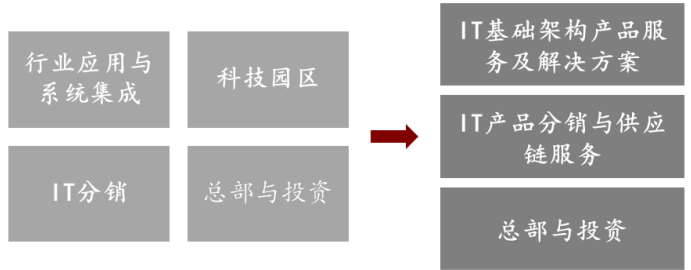 行业应用与
系统集成
科技园区
IT分销
总部与投资
IT基础架构产品服
务及解决方案
IT产品分销与供应
链服务
总部与投资